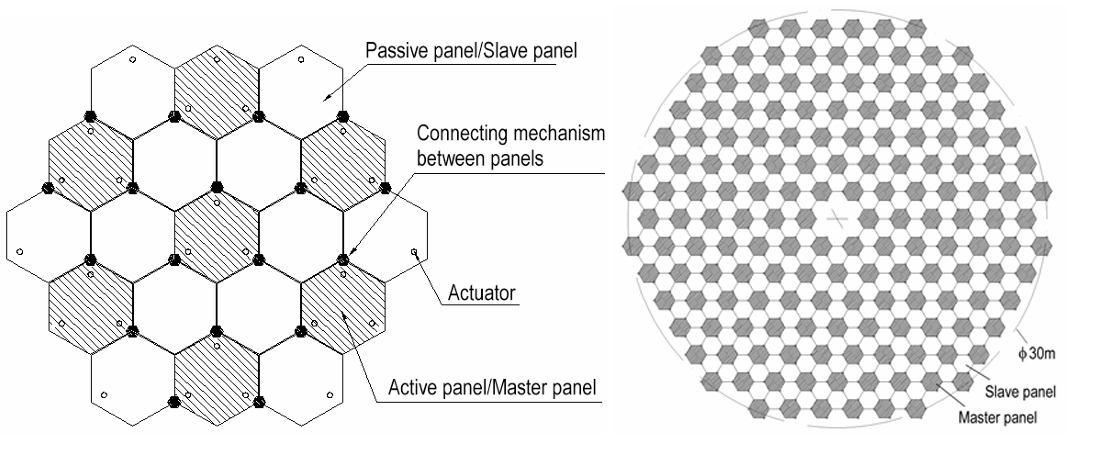 Passive panel/Slave panel
Connecting mechanism
between panels
Actuator
Active panel/Master panel
ϕ30m
Slave panel
Master panel